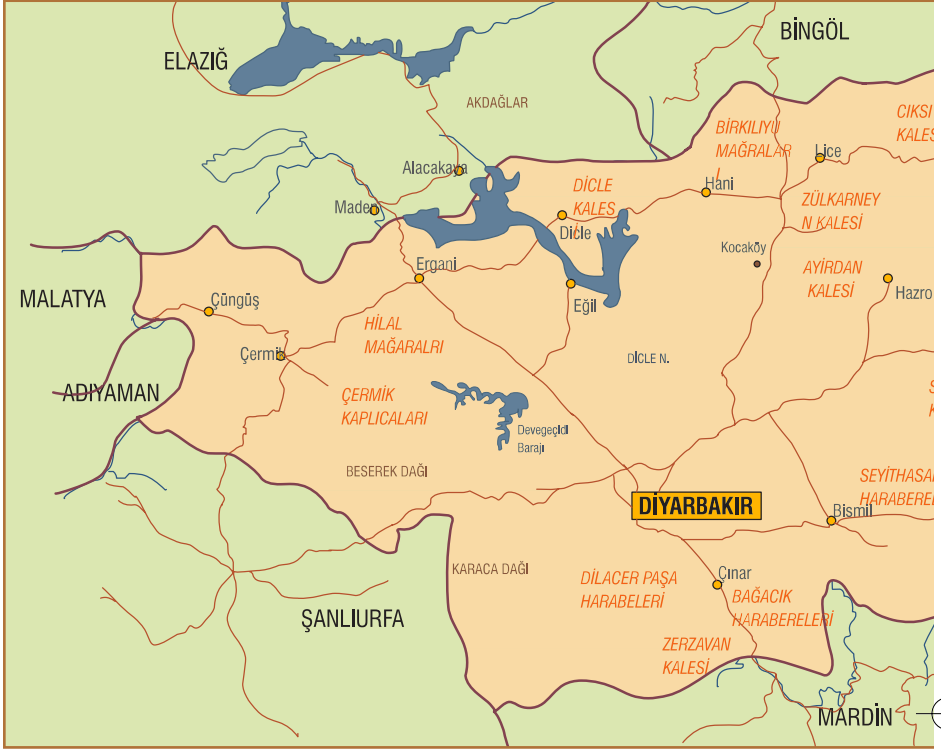 BİNGÖL
ELAZIĞ
AKDAĞLAR
CIKSI
KALES
BİRKILIYU
MAĞRALAR
I
Lice
Alacakaya
DİCLE
KALES
İ
Hani
ZÜLKARNEY
N KALESİ
Maden
Dicle
Kocaköy
AYİRDAN
KALESİ
Ergani
Hazro
MALATYA
Çüngüş
Eğil
HİLAL
MAĞARALRI
Çermik
DİCLE N.
ADIYAMAN
ÇERMİK
KAPLICALARI
S
K
Devegeçidi
Barajı
BESEREK DAĞI
SEYİTHASA
HARABEREL
DİYARBAKIR
Bismil
KARACA DAĞI
DİLACER PAŞA
HARABELERİ
Çınar
BAĞACIK
HARABERELERİ
ŞANLIURFA
ZERZAVAN
KALESİ
MARDİN